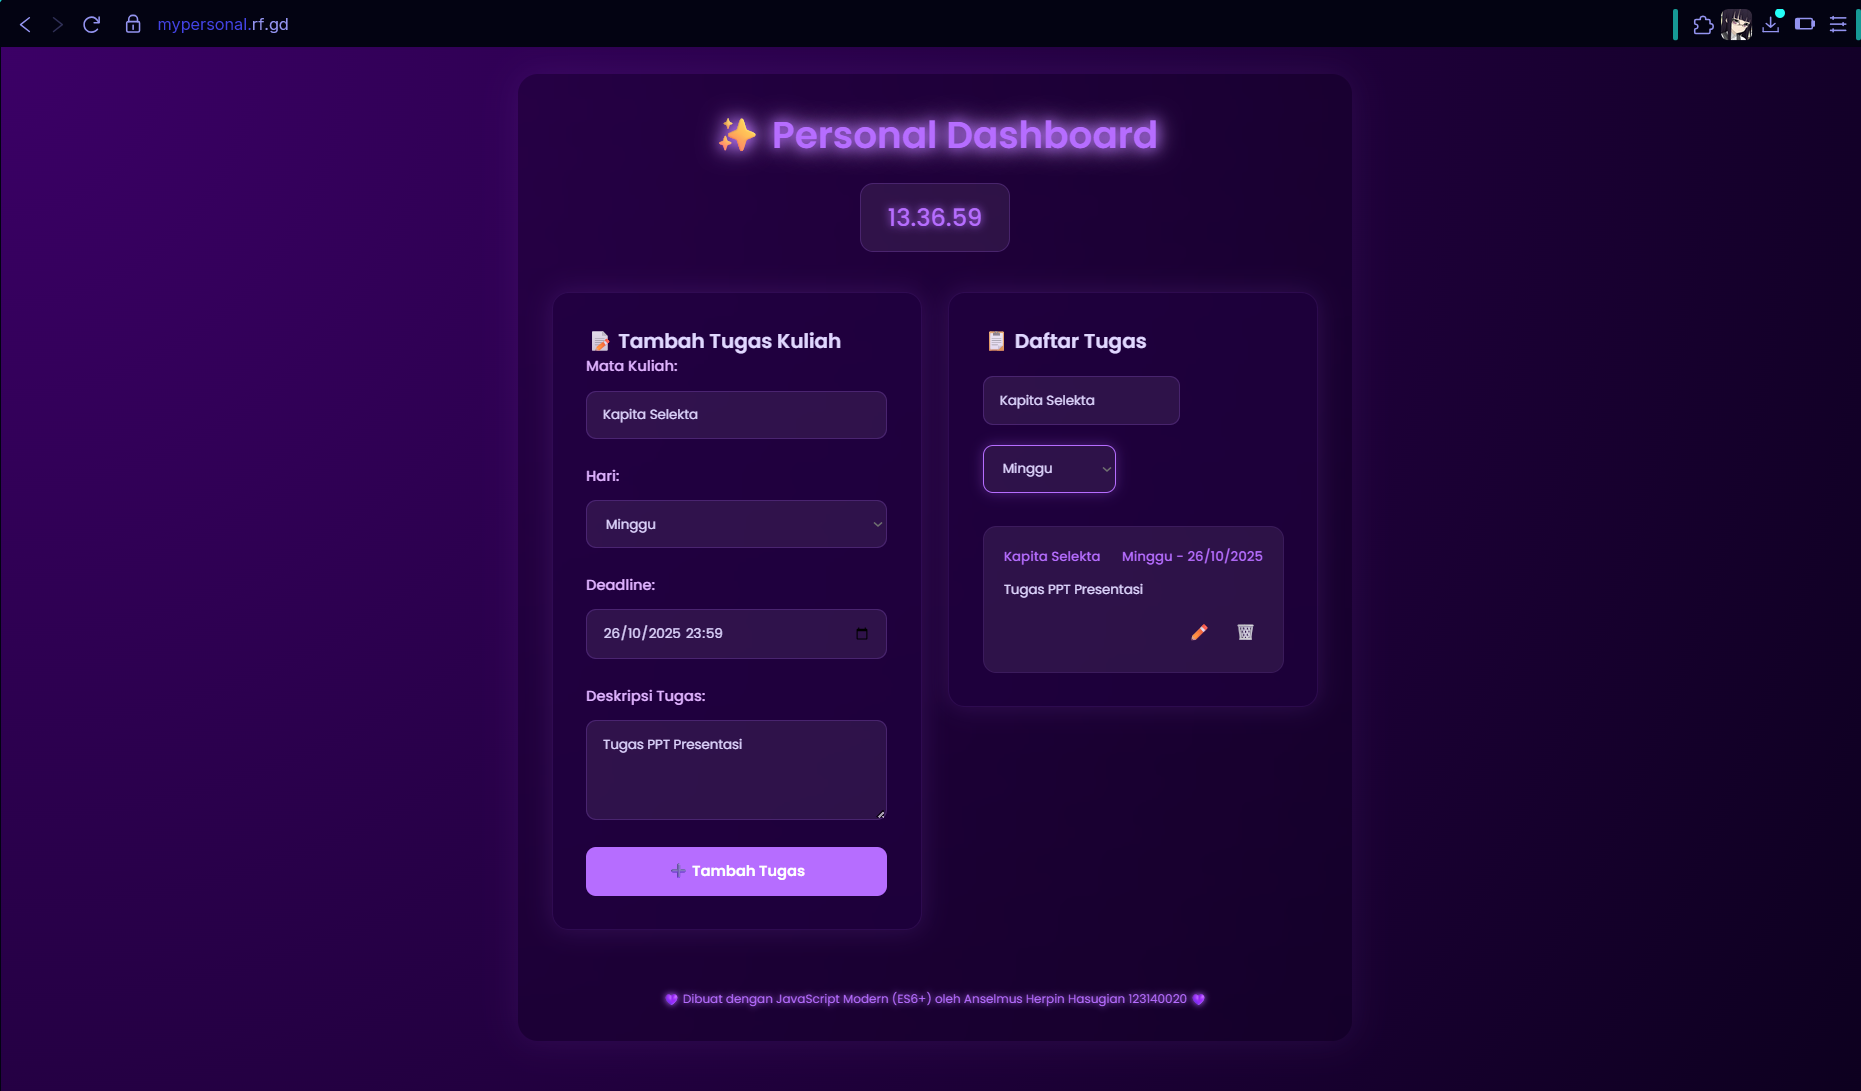 mypersonal.rf.gd
✨ Personal Dashboard
13.36.59
📝 Tambah Tugas Kuliah
Mata Kuliah:
Kapita Selekta
Hari:
Minggu
Deadline:
26/10/2025 23:59
Deskripsi Tugas:
Tugas PPT Presentasi
➕ Tambah Tugas
📋 Daftar Tugas
Kapita Selekta
Minggu
Kapita Selekta Minggu - 26/10/2025
Tugas PPT Presentasi
💜 Dibuat dengan JavaScript Modern (ES6+) oleh Anselmus Herpin Hasugian 123140020 💜